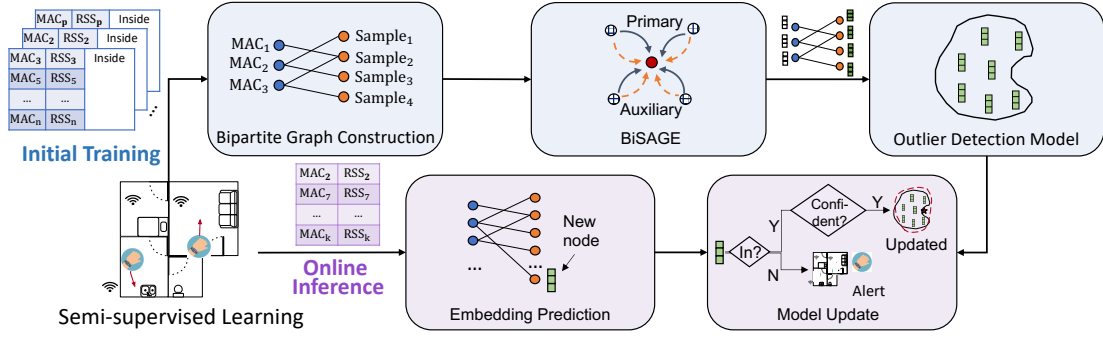 MACₚ RSSₚ Inside
MAC₂ RSS₂ Inside
MAC₃ RSS₃ Inside
MAC₅ RSS₅
... ...
MACₙ RSSₙ
...
Initial Training
MAC₁
MAC₂
MAC₃
Sample₁
Sample₂
Sample₃
Sample₄
Bipartite Graph Construction
Primary
Auxiliary
BiSAGE
Outlier Detection Model
Semi-supervised Learning
MAC₂ RSS₂
MAC₇ RSS₇
... ...
MACₖ RSSₖ
Online
Inference
New
node
... ...
Embedding Prediction
In?
Y
N
Confi-
dent?
Y
Updated
Alert
Model Update